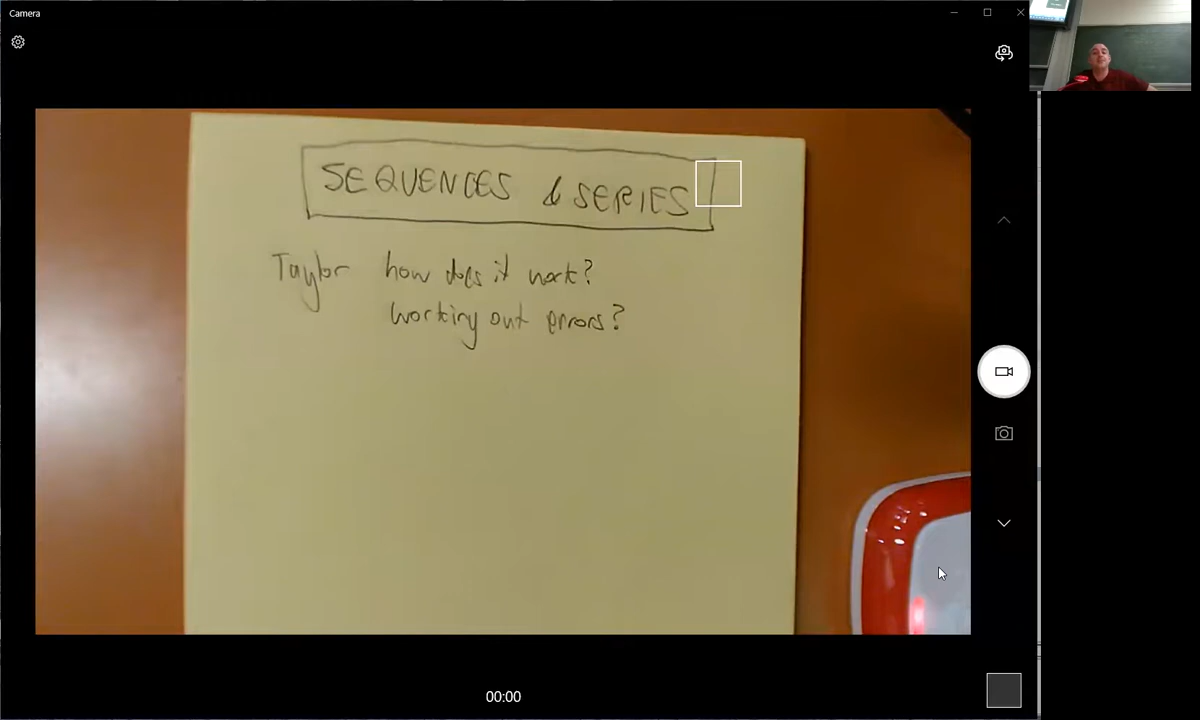 Camera
SEQUENCES & SERIES
Taylor how does it work?
Working out errors?
00:00